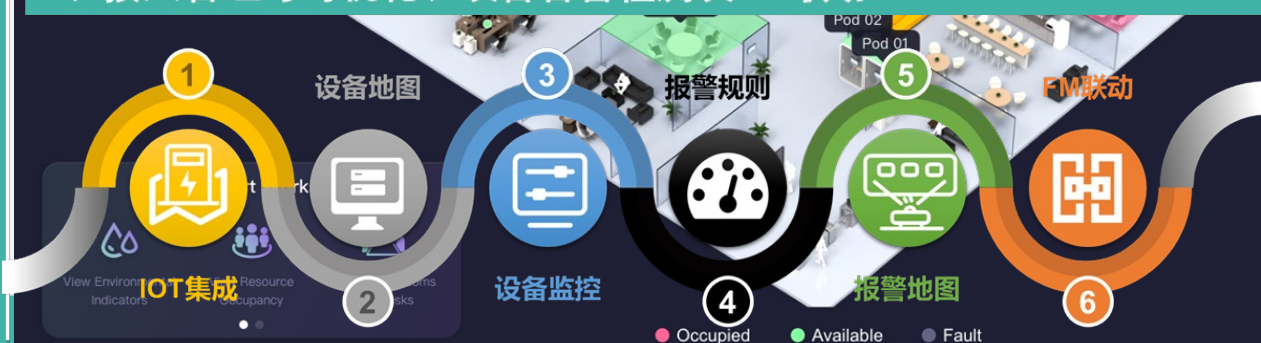 Pod 02
Pod 01
1
设备地图
3
报警规则
5
FM联动
View Environment
Resource
Indicators
Occupancy
IOT集成
2
设备监控
4
报警地图
6
Occupied
Available
Fault